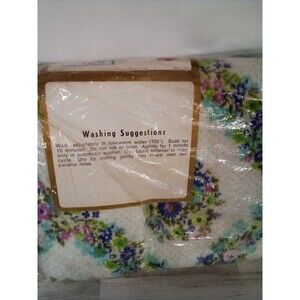 Washing Suggestions
Wash separately in lukewarm water (100°). Soak for
10 minutes. Do not rub or twist. Agitate for 1 minute
only in automatic washer. Use fabric softener in rinse
cycle. Dry by putting gently into shape over two
parallel lines.